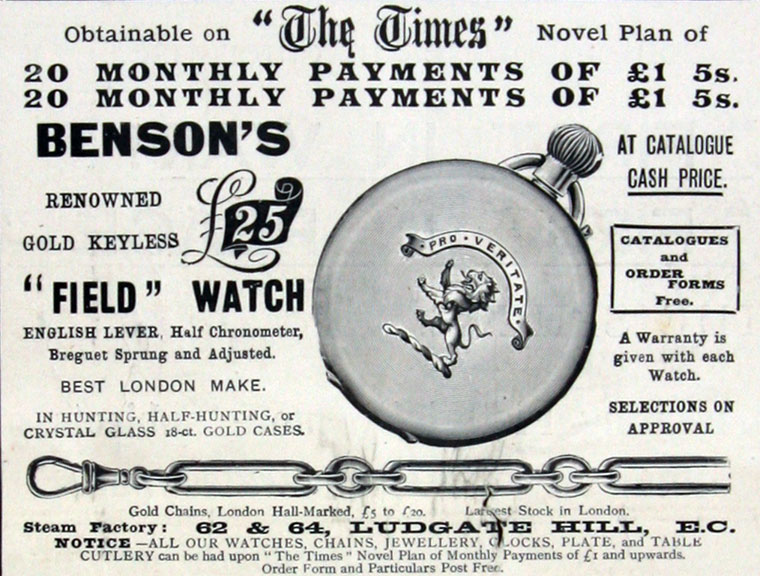 Obtainable on "The Times" Novel Plan of
20 MONTHLY PAYMENTS OF £1 5s.
20 MONTHLY PAYMENTS OF £1 5s.
BENSON'S
RENOWNED
GOLD KEYLESS
£25
"FIELD" WATCH
ENGLISH LEVER, Half Chronometer,
Breguet Sprung and Adjusted.
BEST LONDON MAKE.
IN HUNTING, HALF-HUNTING, or
CRYSTAL GLASS 18-ct. GOLD CASES.
PRO · VERITATE
AT CATALOGUE
CASH PRICE.
CATALOGUES
and
ORDER
FORMS
Free.
A Warranty is
given with each
Watch.
SELECTIONS ON
APPROVAL
Gold Chains, London Hall-Marked, £5 to £20. Largest Stock in London.
Steam Factory: 62 & 64, LUDGATE HILL, E.C.
NOTICE—ALL OUR WATCHES, CHAINS, JEWELLERY, CLOCKS, PLATE, and TABLE
CUTLERY can be had upon "The Times" Novel Plan of Monthly Payments of £1 and upwards.
Order Form and Particulars Post Free.